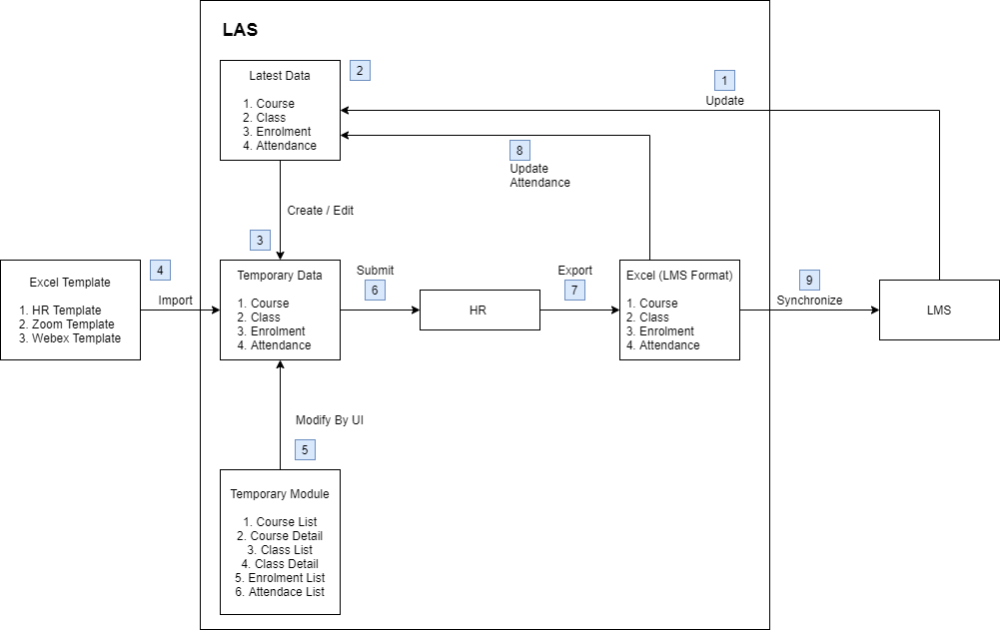 LAS
Latest Data
1. Course
2. Class
3. Enrolment
4. Attendance
2
1
Update
8
Update
Attendance
Create / Edit
3
Excel Template
1. HR Template
2. Zoom Template
3. Webex Template
4
Import
Temporary Data
1. Course
2. Class
3. Enrolment
4. Attendance
Submit
6
HR
Export
7
Excel (LMS Format)
1. Course
2. Class
3. Enrolment
4. Attendance
9
Synchronize
LMS
Modify By UI
5
Temporary Module
1. Course List
2. Course Detail
3. Class List
4. Class Detail
5. Enrolment List
6. Attendace List